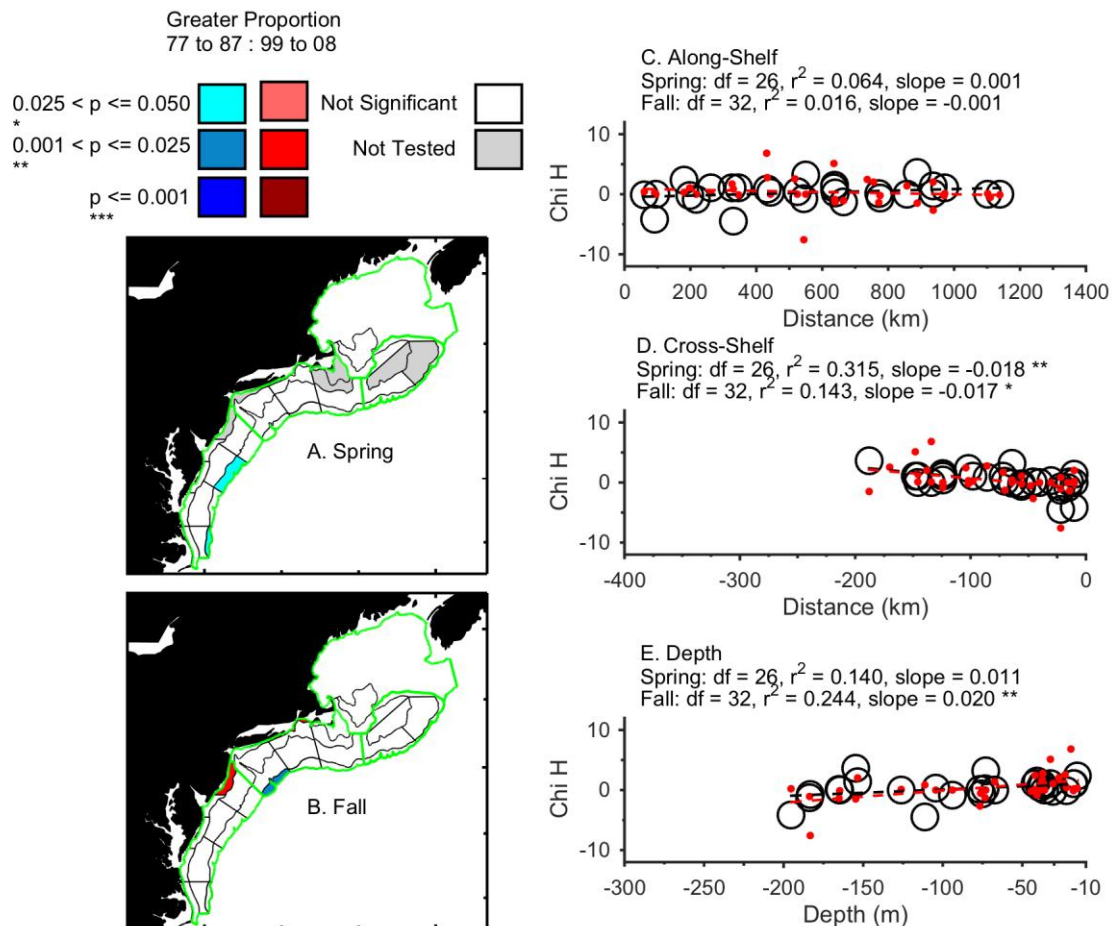 Greater Proportion
77 to 87 : 99 to 08
0.025 < p <= 0.050
*
0.001 < p <= 0.025
**
p <= 0.001
***
Not Significant
Not Tested
A. Spring
B. Fall
C. Along-Shelf
Spring: df = 26, r² = 0.064, slope = 0.001
Fall: df = 32, r² = 0.016, slope = -0.001
10
0
-10
Chi H
0 200 400 600 800 1000 1200 1400
Distance (km)
D. Cross-Shelf
Spring: df = 26, r² = 0.315, slope = -0.018 **
Fall: df = 32, r² = 0.143, slope = -0.017 *
10
0
-10
Chi H
-400 -300 -200 -100 0
Distance (km)
E. Depth
Spring: df = 26, r² = 0.140, slope = 0.011
Fall: df = 32, r² = 0.244, slope = 0.020 **
10
0
-10
Chi H
-300 -250 -200 -150 -100 -50 -10
Depth (m)